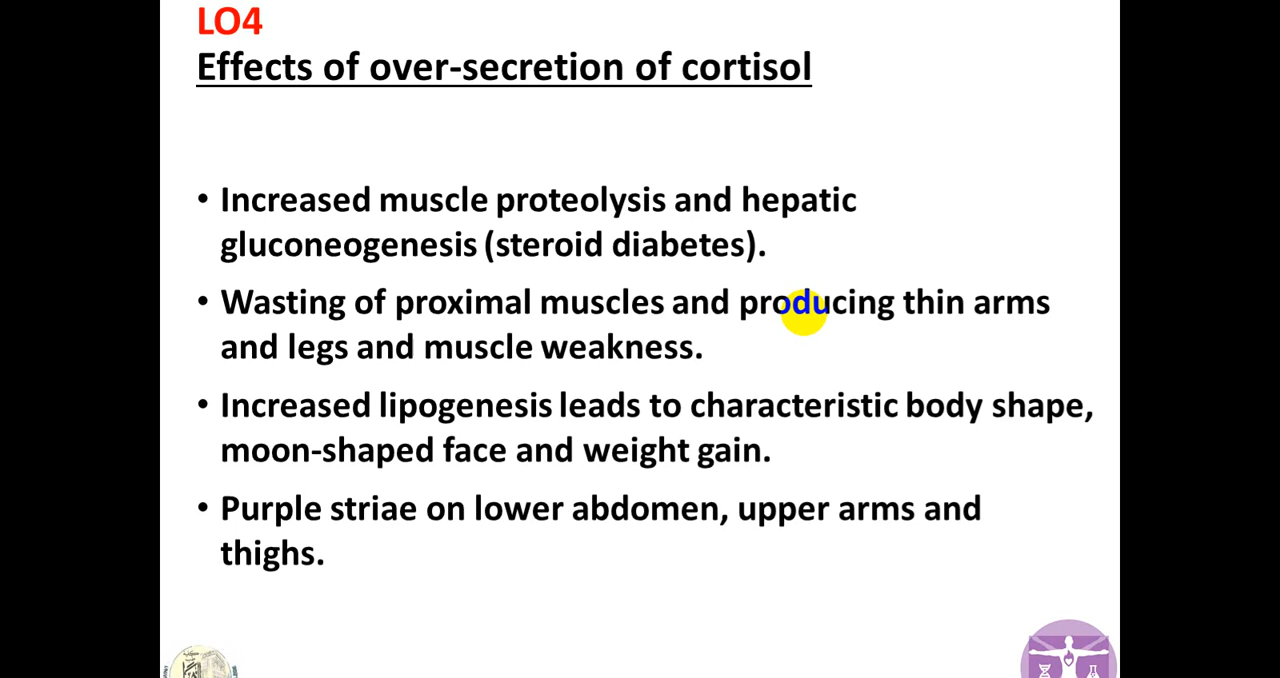 LO4
Effects of over-secretion of cortisol
• Increased muscle proteolysis and hepatic
gluconeogenesis (steroid diabetes).
• Wasting of proximal muscles and producing thin arms
and legs and muscle weakness.
• Increased lipogenesis leads to characteristic body shape,
moon-shaped face and weight gain.
• Purple striae on lower abdomen, upper arms and
thighs.